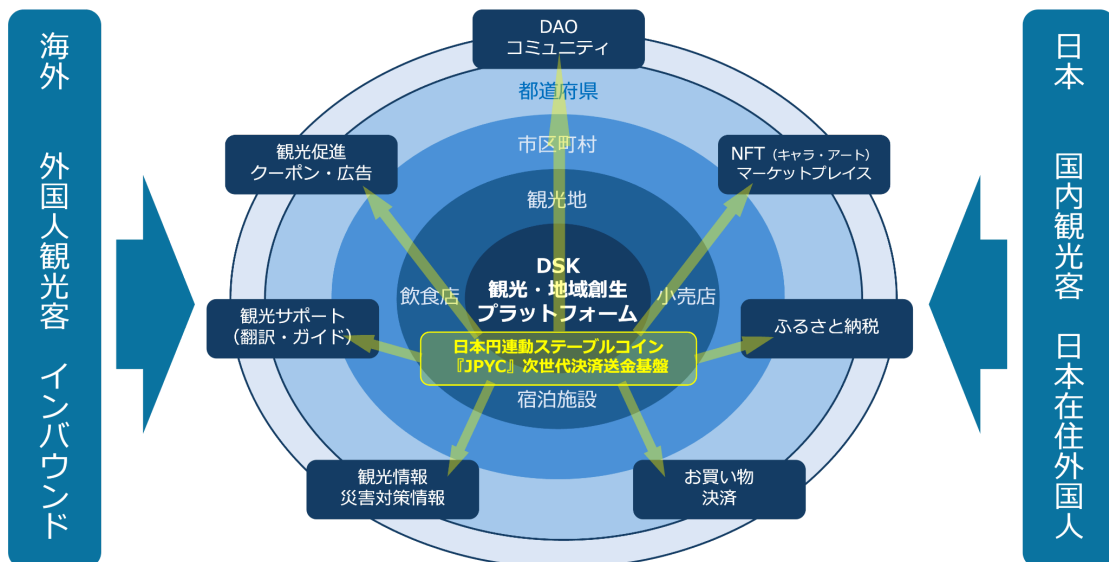 海外 外国人観光客 インバウンド
DAO
コミュニティ
都道府県
市区町村
観光促進
クーポン・広告
NFT（キャラ・アート）
マーケットプレイス
観光地
DSK
観光・地域創生
プラットフォーム
飲食店
小売店
観光サポート
（翻訳・ガイド）
ふるさと納税
日本円連動ステーブルコイン
『JPYC』次世代決済送金基盤
宿泊施設
観光情報
災害対策情報
お買い物
決済
日本 国内観光客 日本在住外国人